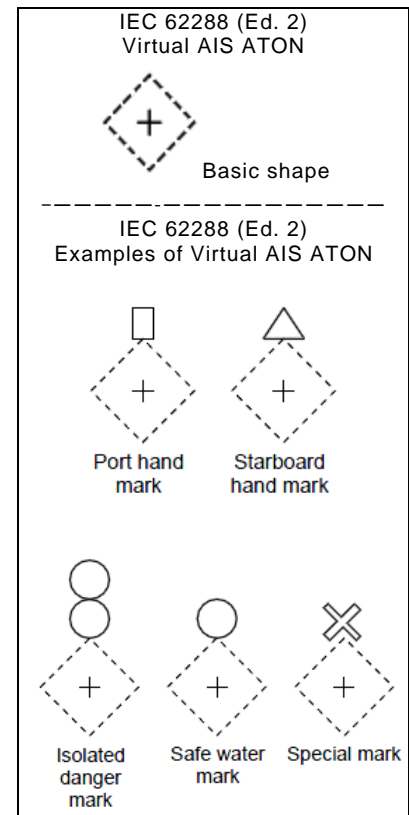 IEC 62288 (Ed. 2)
Virtual AIS ATON
Basic shape
IEC 62288 (Ed. 2)
Examples of Virtual AIS ATON
Port hand
mark
Starboard
hand mark
Isolated
danger
mark
Safe water
mark
Special mark